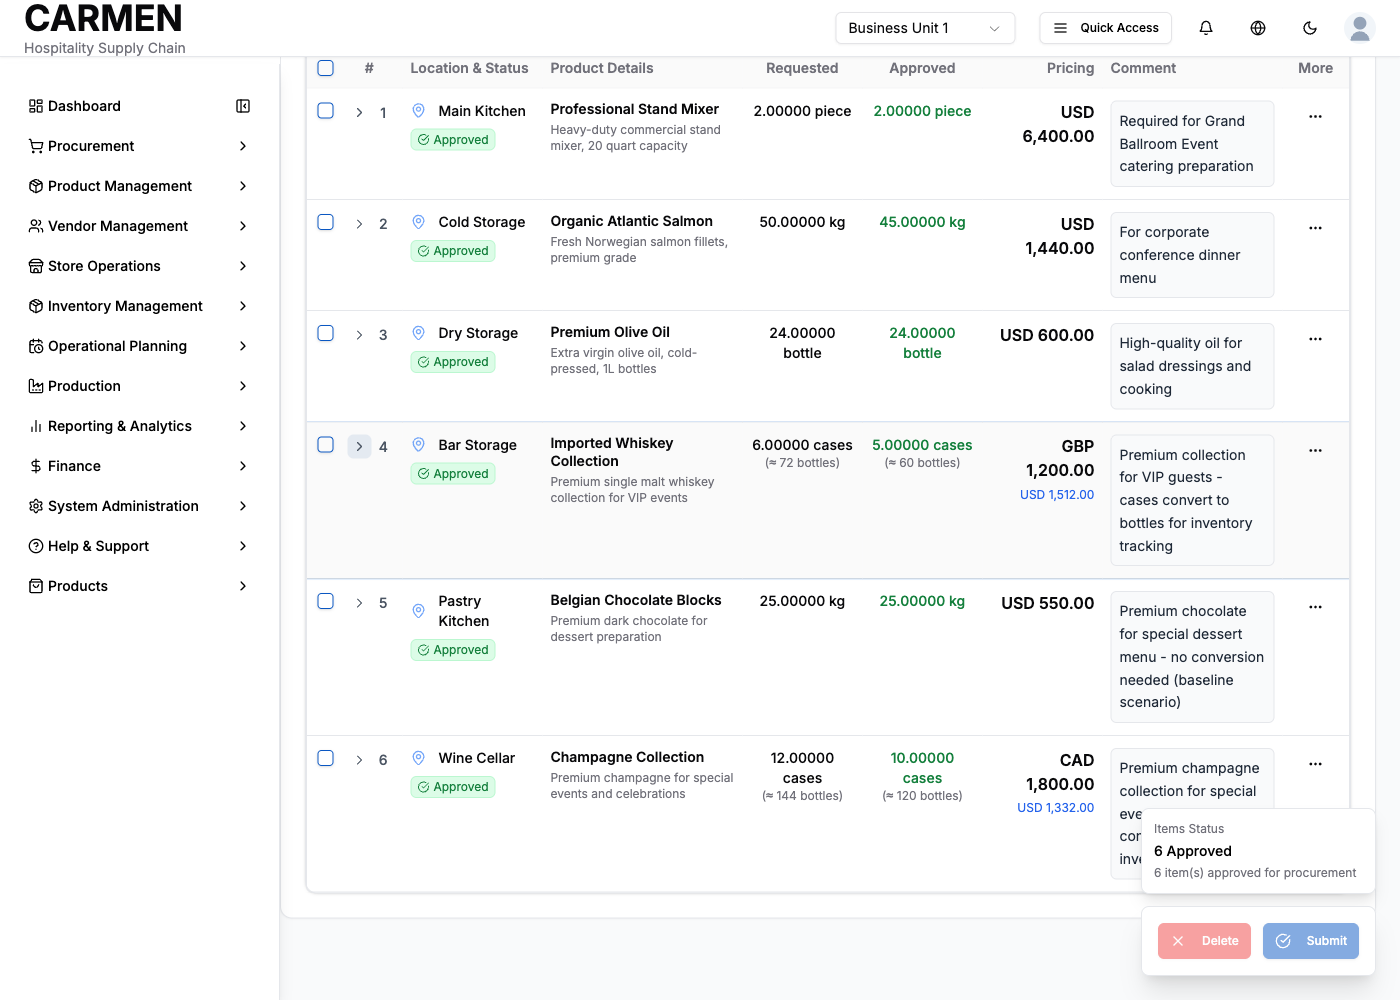 CARMEN
Hospitality Supply Chain
Business Unit 1
Quick Access
Dashboard
Procurement
Product Management
Vendor Management
Store Operations
Inventory Management
Operational Planning
Production
Reporting & Analytics
Finance
System Administration
Help & Support
Products
# Location & Status Product Details Requested Approved Pricing Comment More
1
Main Kitchen
Approved
Professional Stand Mixer
Heavy-duty commercial stand
mixer, 20 quart capacity
2.00000 piece
2.00000 piece
USD
6,400.00
Required for Grand
Ballroom Event
catering preparation
2
Cold Storage
Approved
Organic Atlantic Salmon
Fresh Norwegian salmon fillets,
premium grade
50.00000 kg
45.00000 kg
USD
1,440.00
For corporate
conference dinner
menu
3
Dry Storage
Approved
Premium Olive Oil
Extra virgin olive oil, cold-
pressed, 1L bottles
24.00000
bottle
24.00000
bottle
USD 600.00
High-quality oil for
salad dressings and
cooking
4
Bar Storage
Approved
Imported Whiskey
Collection
Premium single malt whiskey
collection for VIP events
6.00000 cases
(≈ 72 bottles)
5.00000 cases
(≈ 60 bottles)
GBP
1,200.00
USD 1,512.00
Premium collection
for VIP guests -
cases convert to
bottles for inventory
tracking
5
Pastry
Kitchen
Approved
Belgian Chocolate Blocks
Premium dark chocolate for
dessert preparation
25.00000 kg
25.00000 kg
USD 550.00
Premium chocolate
for special dessert
menu - no conversion
needed (baseline
scenario)
6
Wine Cellar
Approved
Champagne Collection
Premium champagne for special
events and celebrations
12.00000
cases
(≈ 144 bottles)
10.00000
cases
(≈ 120 bottles)
CAD
1,800.00
USD 1,332.00
Premium champagne
collection for special
Items Status
6 Approved
6 item(s) approved for procurement
Delete
Submit